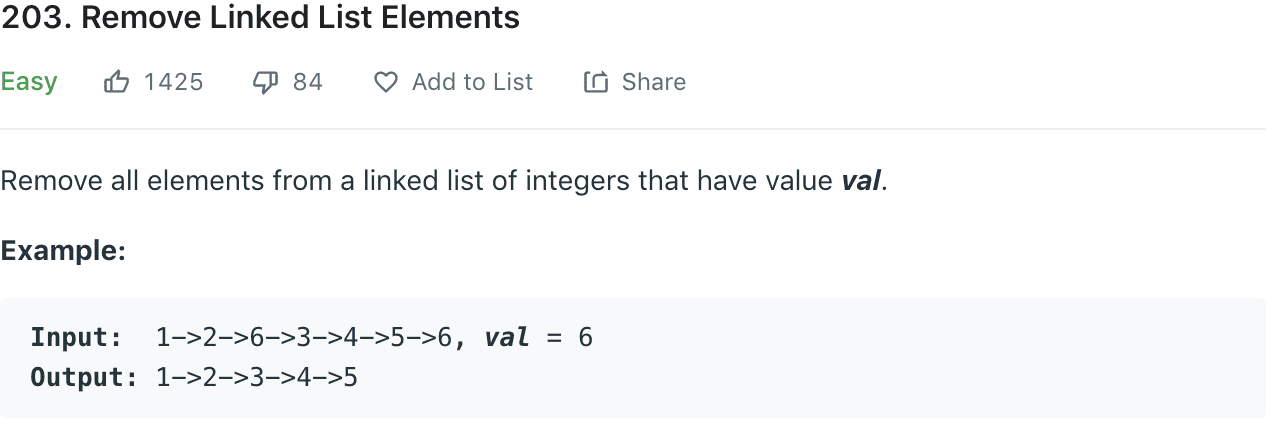 203. Remove Linked List Elements
Easy 1425 84 Add to List Share
Remove all elements from a linked list of integers that have value val.
Example:
Input: 1->2->6->3->4->5->6, val = 6
Output: 1->2->3->4->5